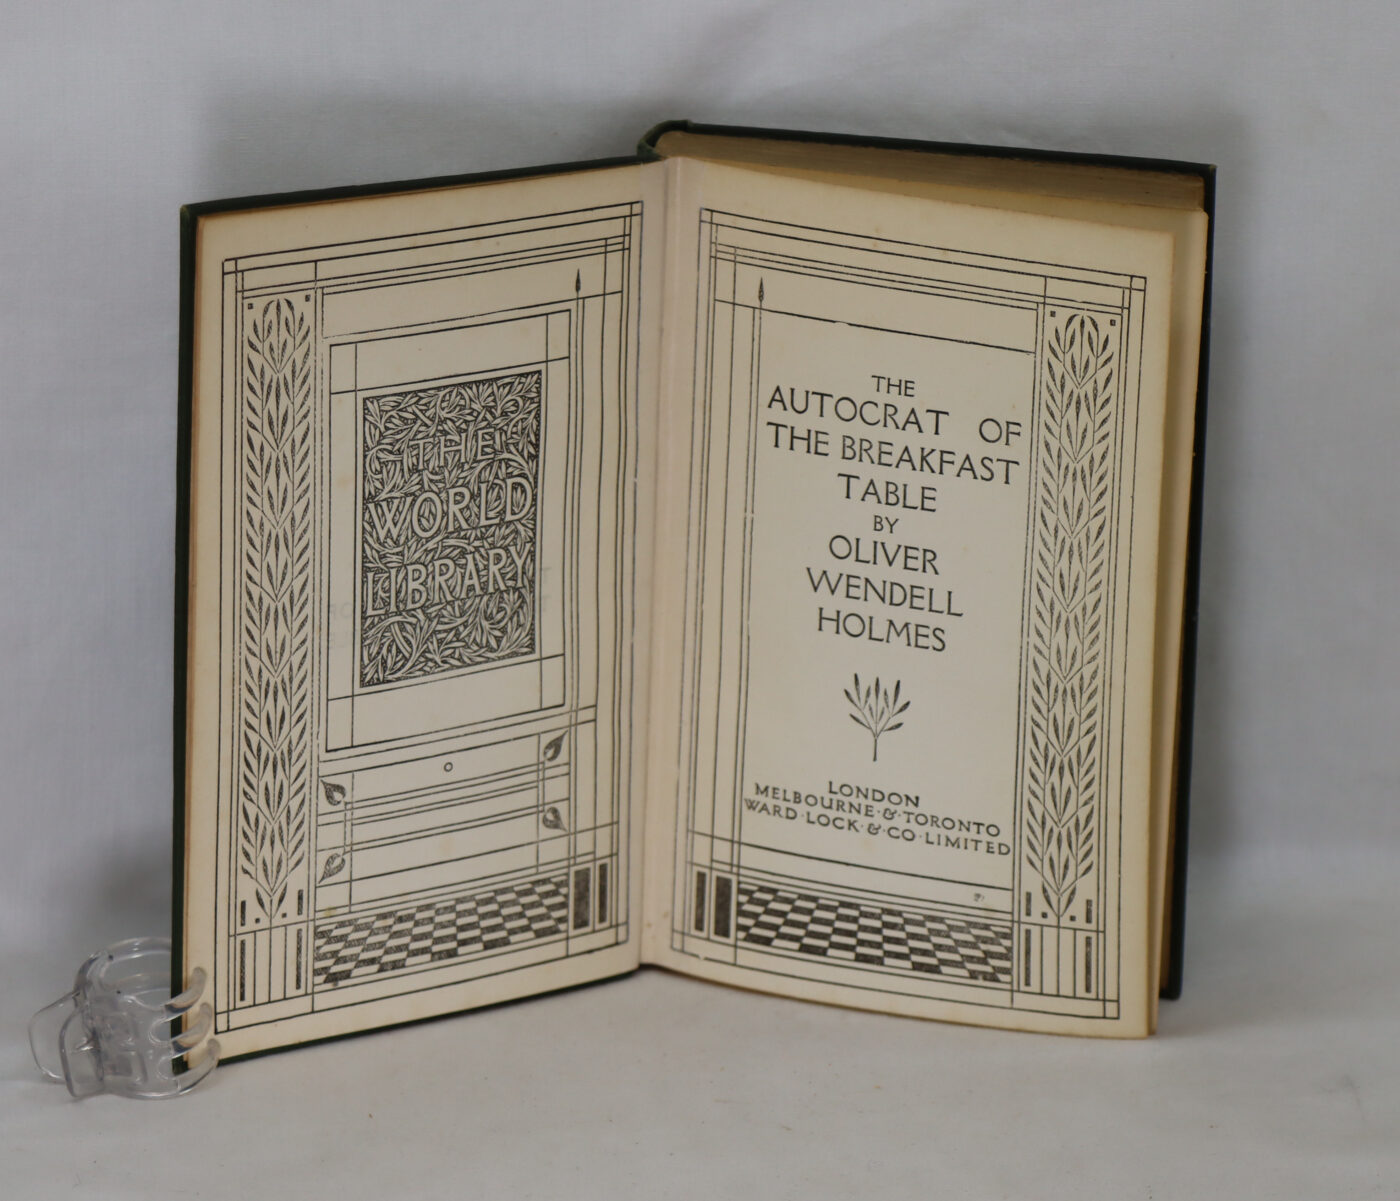 THE
WORLD
LIBRARY
THE
AUTOCRAT OF
THE BREAKFAST
TABLE
BY
OLIVER
WENDELL
HOLMES
LONDON
MELBOURNE·&·TORONTO
WARD·LOCK·&·CO·LIMITED